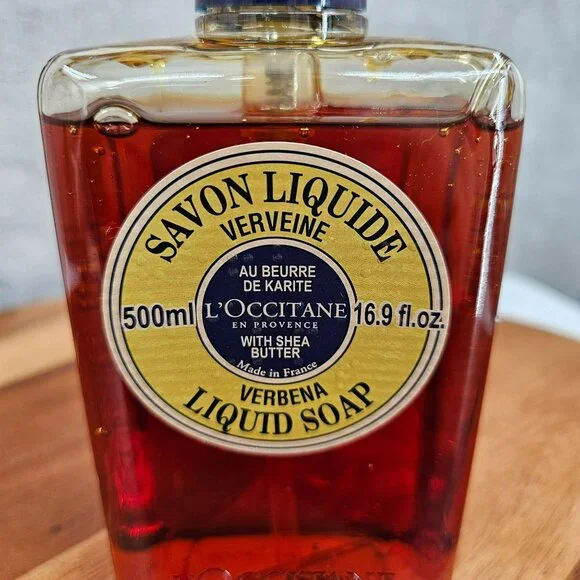 SAVON LIQUIDE
VERVEINE
AU BEURRE
DE KARITE
500ml
L'OCCITANE
16.9 fl.oz.
EN PROVENCE
WITH SHEA
BUTTER
Made in France
VERBENA
LIQUID SOAP